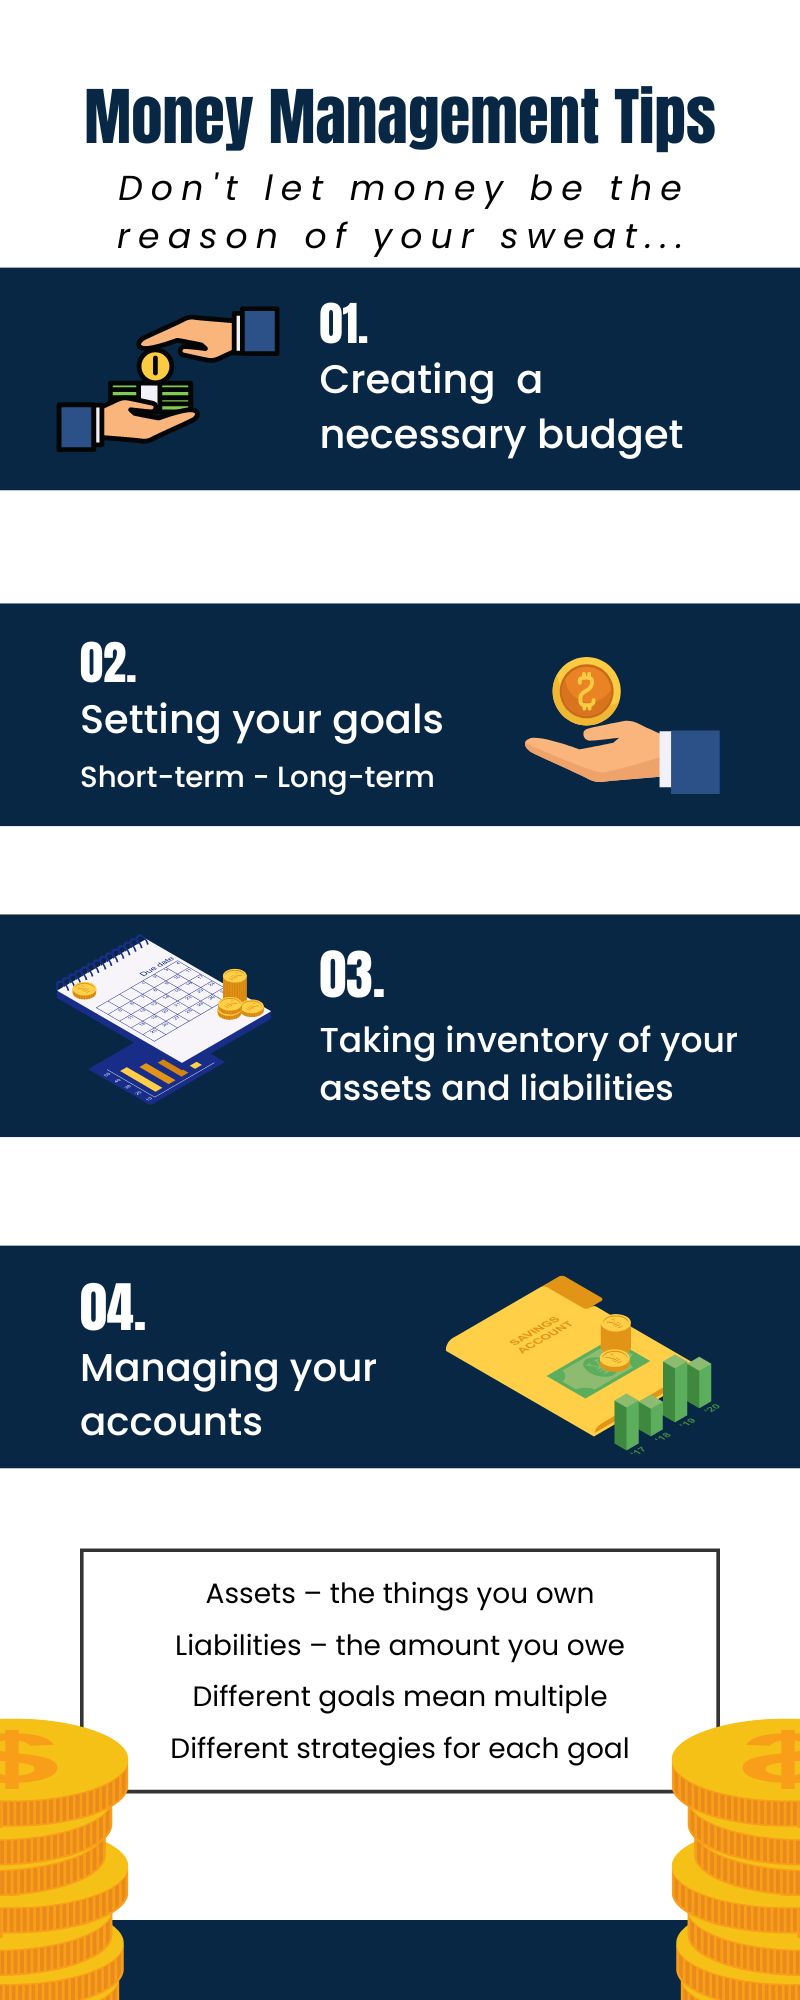 Money Management Tips
Don't let money be the
reason of your sweat...
01.
Creating a
necessary budget
02.
Setting your goals
Short-term - Long-term
Due date
03.
Taking inventory of your
assets and liabilities
04.
Managing your
accounts
SAVINGS
ACCOUNT
'17 '18 '19 '20
Assets – the things you own
Liabilities – the amount you owe
Different goals mean multiple
Different strategies for each goal